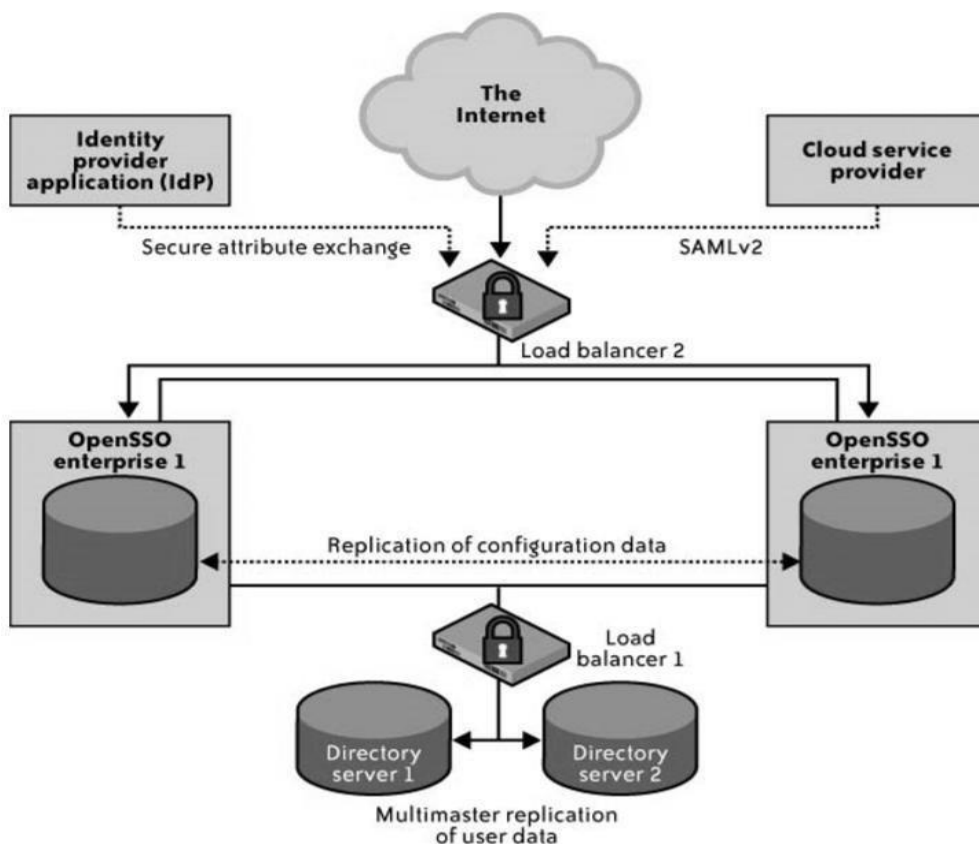 The
Internet
Identity
provider
application (IdP)
Cloud service
provider
Secure attribute exchange
SAMLv2
Load balancer 2
OpenSSO
enterprise 1
OpenSSO
enterprise 1
Replication of configuration data
Load
balancer 1
Directory
server 1
Directory
server 2
Multimaster replication
of user data